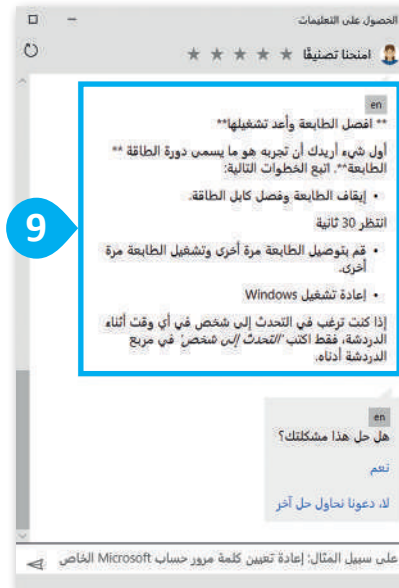 الحصول على التعليمات
امنحنا تصنيفًا
en
** افصل الطابعة وأعد تشغيلها**
أول شيء أريدك أن تجربه هو ما يسمى دورة الطاقة **
الطابعة**. اتبع الخطوات التالية:
• إيقاف الطابعة وفصل كابل الطاقة.
انتظر 30 ثانية
• قم بتوصيل الطابعة مرة أخرى وتشغيل الطابعة مرة
أخرى.
• إعادة تشغيل Windows
إذا كنت ترغب في التحدث إلى شخص في أي وقت أثناء
الدردشة، فقط اكتب "التحدث إلى شخص" في مربع
الدردشة أدناه.
9
en
هل حل هذا مشكلتك؟
نعم
لا، دعونا نحاول حل آخر
على سبيل المثال: إعادة تعيين كلمة مرور حساب Microsoft الخاص